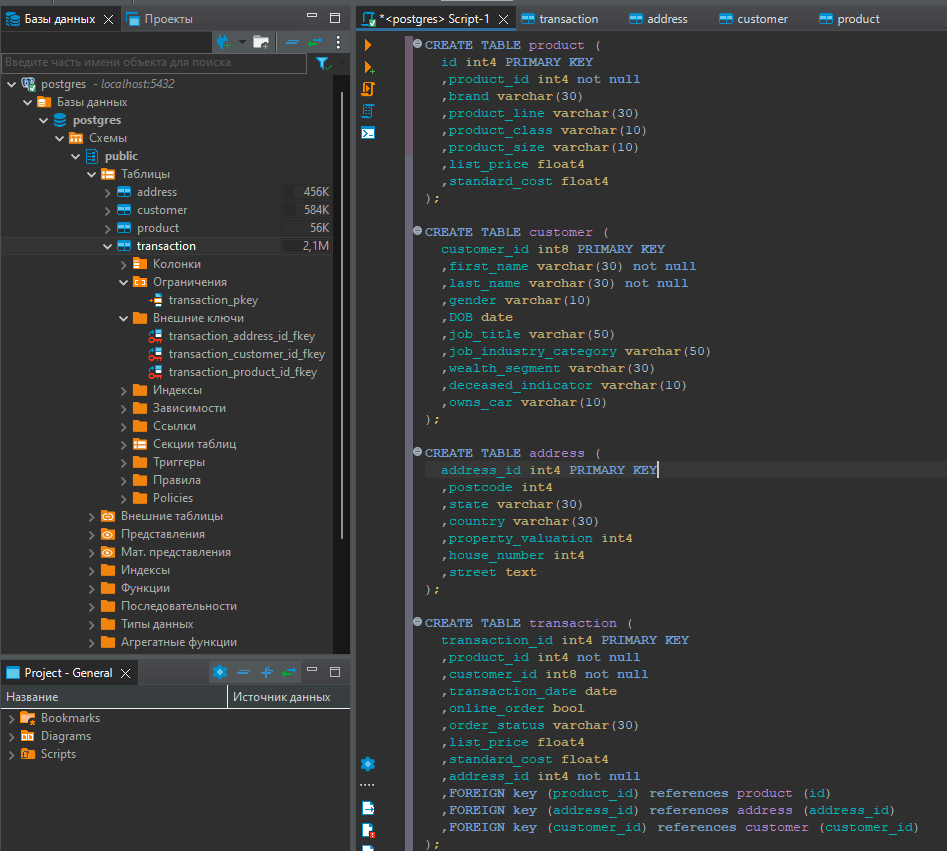 Базы данных
Проекты
Введите часть имени объекта для поиска
postgres - localhost:5432
Базы данных
postgres
Схемы
public
Таблицы
address 456K
customer 584K
product 56K
transaction 2,1M
Колонки
Ограничения
transaction_pkey
Внешние ключи
transaction_address_id_fkey
transaction_customer_id_fkey
transaction_product_id_fkey
Индексы
Зависимости
Ссылки
Секции таблиц
Триггеры
Правила
Policies
Внешние таблицы
Представления
Мат. представления
Индексы
Функции
Последовательности
Типы данных
Агрегатные функции
Project - General
Название Источник данных
Bookmarks
Diagrams
Scripts
*<postgres> Script-1
transaction
address
customer
product
CREATE TABLE product (
id int4 PRIMARY KEY
,product_id int4 not null
,brand varchar(30)
,product_line varchar(30)
,product_class varchar(10)
,product_size varchar(10)
,list_price float4
,standard_cost float4
);
CREATE TABLE customer (
customer_id int8 PRIMARY KEY
,first_name varchar(30) not null
,last_name varchar(30) not null
,gender varchar(10)
,DOB date
,job_title varchar(50)
,job_industry_category varchar(50)
,wealth_segment varchar(30)
,deceased_indicator varchar(10)
,owns_car varchar(10)
);
CREATE TABLE address (
address_id int4 PRIMARY KEY
,postcode int4
,state varchar(30)
,country varchar(30)
,property_valuation int4
,house_number int4
,street text
);
CREATE TABLE transaction (
transaction_id int4 PRIMARY KEY
,product_id int4 not null
,customer_id int8 not null
,transaction_date date
,online_order bool
,order_status varchar(30)
,list_price float4
,standard_cost float4
,address_id int4 not null
,FOREIGN key (product_id) references product (id)
,FOREIGN key (address_id) references address (address_id)
,FOREIGN key (customer_id) references customer (customer_id)
);